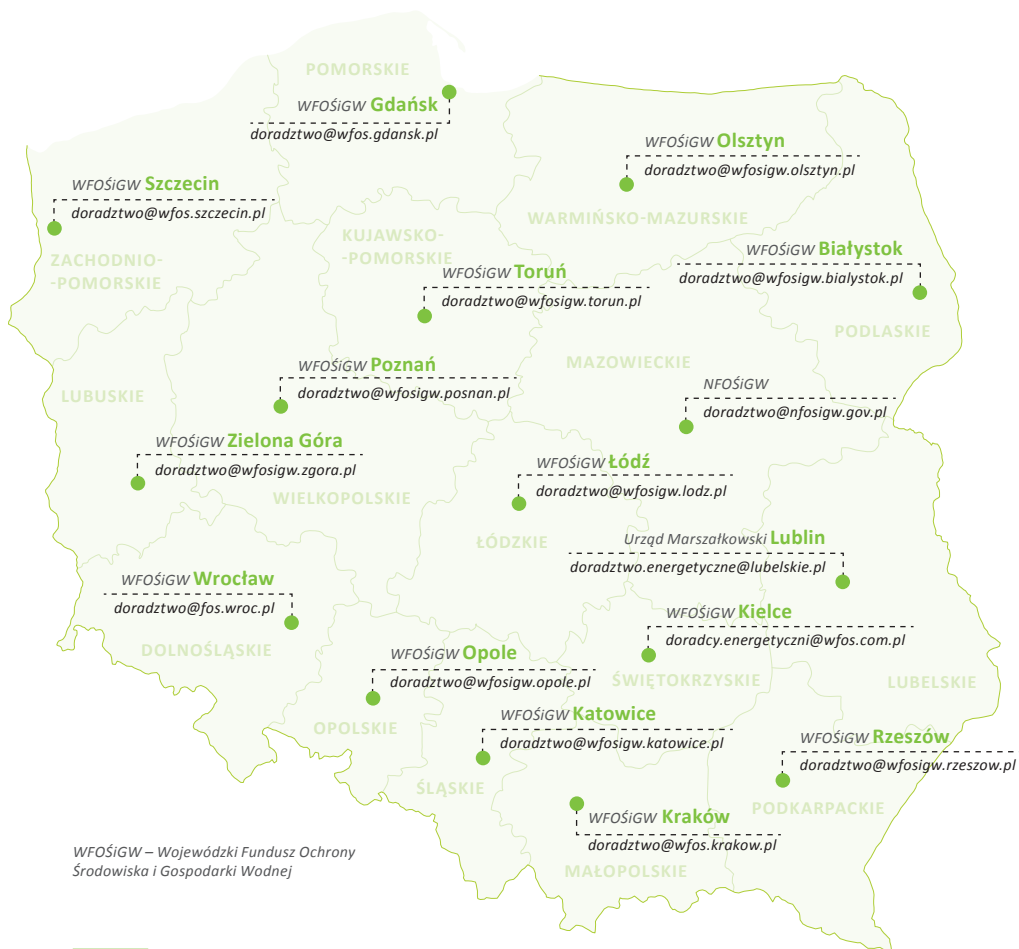 POMORSKIE
WFOŚiGW Gdańsk
doradztwo@wfos.gdansk.pl
WFOŚiGW Olsztyn
doradztwo@wfosigw.olsztyn.pl
WFOŚiGW Szczecin
doradztwo@wfos.szczecin.pl
WARMIŃSKO-MAZURSKIE
KUJAWSKO-
-POMORSKIE
ZACHODNIO-
-POMORSKIE
WFOŚiGW Białystok
doradztwo@wfosigw.bialystok.pl
WFOŚiGW Toruń
doradztwo@wfosigw.torun.pl
PODLASKIE
MAZOWIECKIE
WFOŚiGW Poznań
doradztwo@wfosigw.posnan.pl
LUBUSKIE
NFOŚiGW
doradztwo@nfosigw.gov.pl
WFOŚiGW Zielona Góra
doradztwo@wfosigw.zgora.pl
WIELKOPOLSKIE
WFOŚiGW Łódź
doradztwo@wfosigw.lodz.pl
ŁÓDZKIE
Urząd Marszałkowski Lublin
doradztwo.energetyczne@lubelskie.pl
WFOŚiGW Wrocław
doradztwo@fos.wroc.pl
DOLNOŚLĄSKIE
WFOŚiGW Kielce
doradcy.energetyczni@wfos.com.pl
ŚWIĘTOKRZYSKIE
LUBELSKIE
WFOŚiGW Opole
doradztwo@wfosigw.opole.pl
OPOLSKIE
WFOŚiGW Katowice
doradztwo@wfosigw.katowice.pl
ŚLĄSKIE
WFOŚiGW Rzeszów
doradztwo@wfosigw.rzeszow.pl
PODKARPACKIE
WFOŚiGW Kraków
doradztwo@wfos.krakow.pl
MAŁOPOLSKIE
WFOŚiGW – Wojewódzki Fundusz Ochrony
Środowiska i Gospodarki Wodnej